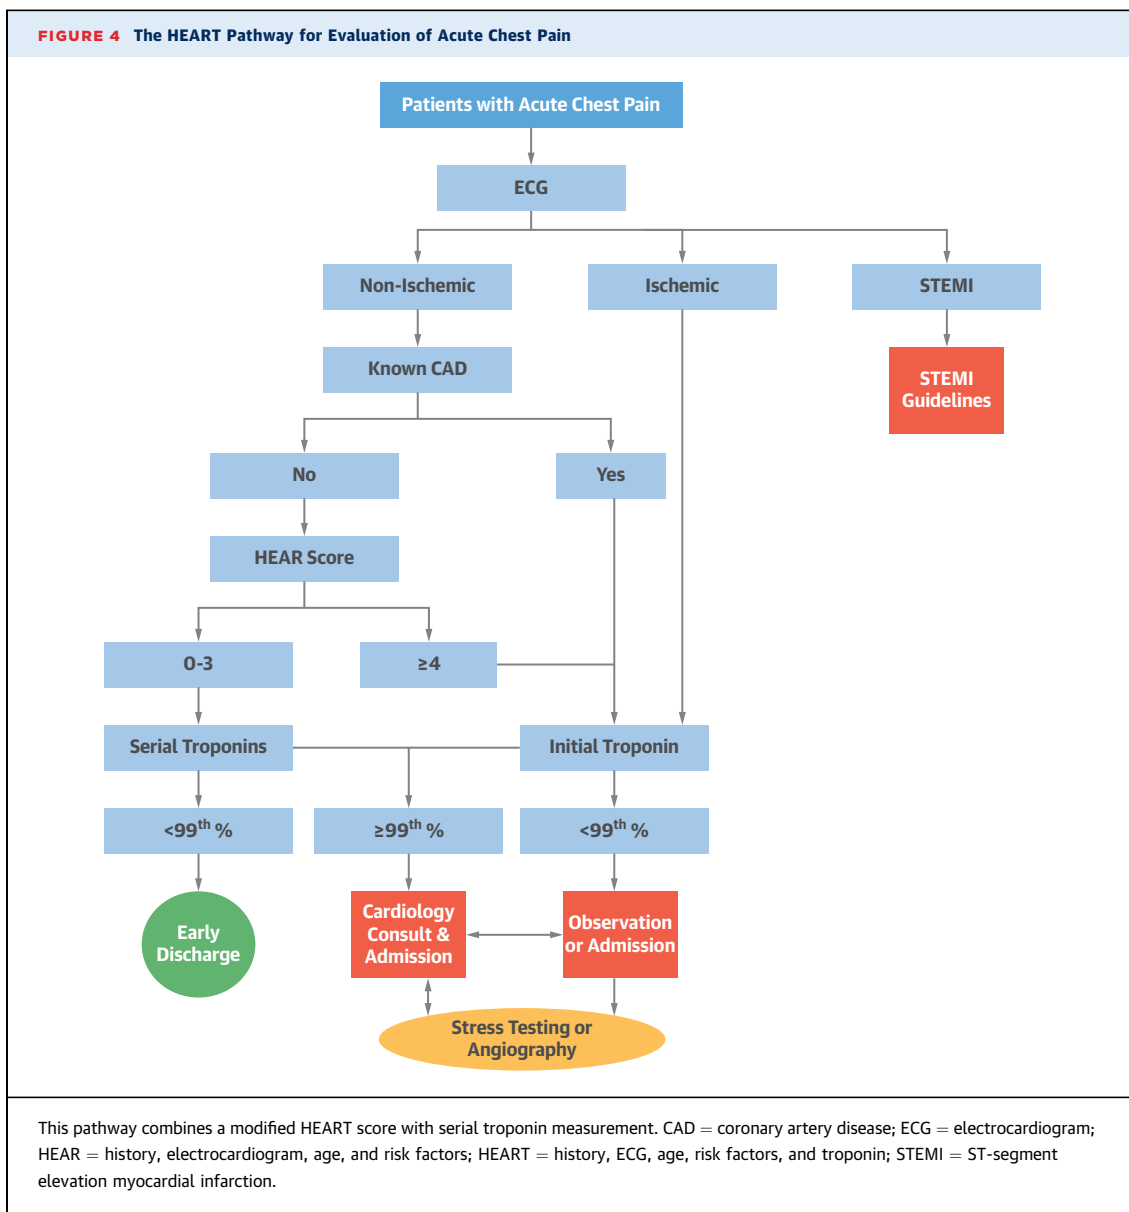 FIGURE 4 The HEART Pathway for Evaluation of Acute Chest Pain
Patients with Acute Chest Pain
ECG
Non-Ischemic
Ischemic
STEMI
Known CAD
STEMI
Guidelines
No
Yes
HEAR Score
0-3
≥4
Serial Troponins
Initial Troponin
<99th %
≥99th %
<99th %
Early
Discharge
Cardiology
Consult &
Admission
Observation
or Admission
Stress Testing or
Angiography
This pathway combines a modified HEART score with serial troponin measurement. CAD = coronary artery disease; ECG = electrocardiogram;
HEAR = history, electrocardiogram, age, and risk factors; HEART = history, ECG, age, risk factors, and troponin; STEMI = ST-segment
elevation myocardial infarction.